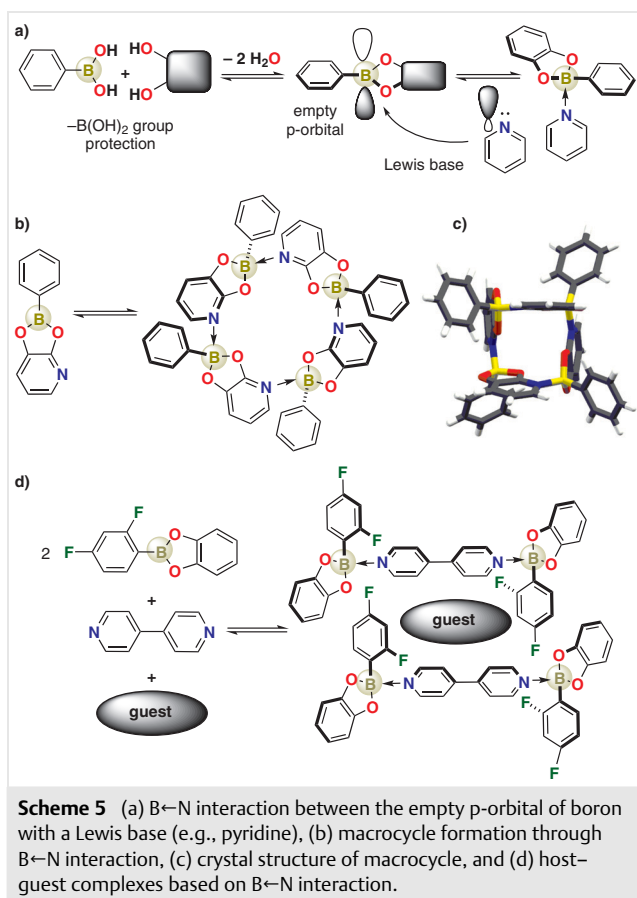 a)
OH
B
OH
+
HO
HO
– 2 H₂O
B
O
O
O
O
B
N
–B(OH)₂ group
protection
empty
p-orbital
N
Lewis base
b)
c)
B
O
O
N
B
O
O
N
O
O
B
N
B
O
O
N
N
B
O
O
d)
2
F
F
B
O
O
+
N
N
+
guest
F
F
O
B
O
N
N
B
O
O
F
F
guest
F
F
O
B
O
N
N
B
O
O
F
F
Scheme 5 (a) B←N interaction between the empty p-orbital of boron
with a Lewis base (e.g., pyridine), (b) macrocycle formation through
B←N interaction, (c) crystal structure of macrocycle, and (d) host–
guest complexes based on B←N interaction.